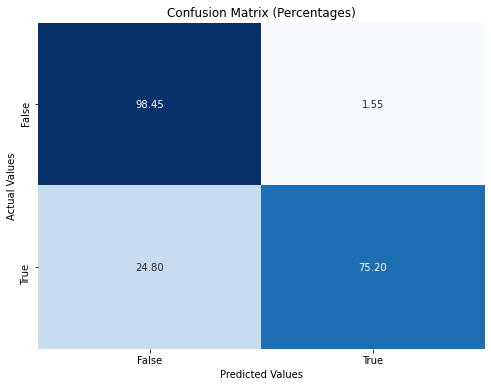 Confusion Matrix (Percentages)
Actual Values
False
98.45
1.55
True
24.80
75.20
False
True
Predicted Values